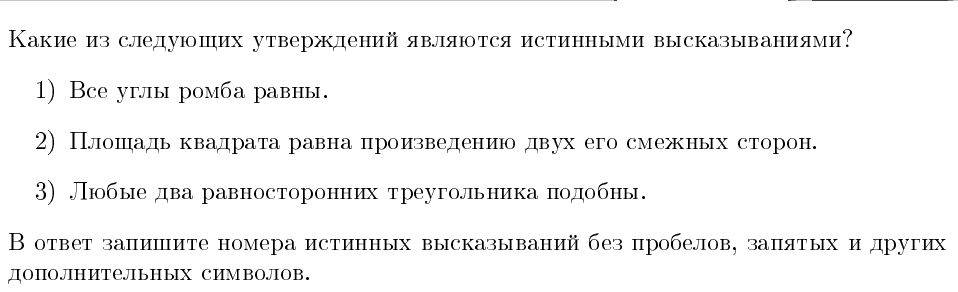 Какие из следующих утверждений являются истинными высказываниями?
1) Все углы ромба равны.
2) Площадь квадрата равна произведению двух его смежных сторон.
3) Любые два равносторонних треугольника подобны.
В ответ запишите номера истинных высказываний без пробелов, запятых и других
дополнительных символов.